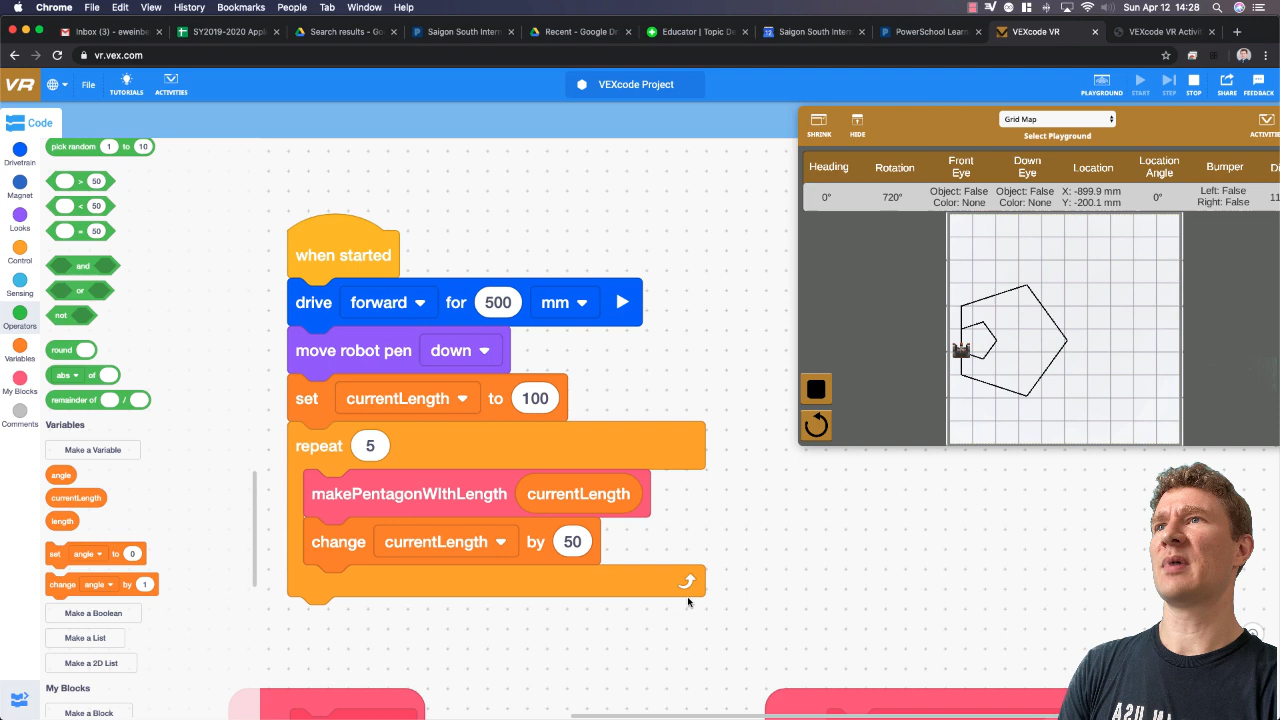 Chrome File Edit View History Bookmarks People Tab Window Help
Sun Apr 12 14:28
Inbox (3) - eweinber
SY2019-2020 Appli
Search results - Go
Saigon South Intern
Recent - Google Dr
Educator | Topic De
Saigon South Intern
PowerSchool Learn
VEXcode VR
VEXcode VR Activit
vr.vex.com
VR
File
TUTORIALS
ACTIVITIES
VEXcode Project
PLAYGROUND
START
STEP
STOP
SHARE
FEEDBACK
Code
Drivetrain
Magnet
Looks
Control
Sensing
Operators
Variables
My Blocks
Comments
pick random 1 to 10
> 50
< 50
= 50
and
or
not
round
abs of
remainder of /
Variables
Make a Variable
angle
currentLength
length
set angle to 0
change angle by 1
Make a Boolean
Make a List
Make a 2D List
My Blocks
Make a Block
when started
drive forward for 500 mm
move robot pen down
set currentLength to 100
repeat 5
makePentagonWIthLength currentLength
change currentLength by 50
SHRINK
HIDE
Grid Map
Select Playground
Heading
Rotation
Front Eye
Down Eye
Location
Location Angle
Bumper
0°
720°
Object: False
Color: None
Object: False
Color: None
X: -899.9 mm
Y: -200.1 mm
0°
Left: False
Right: False